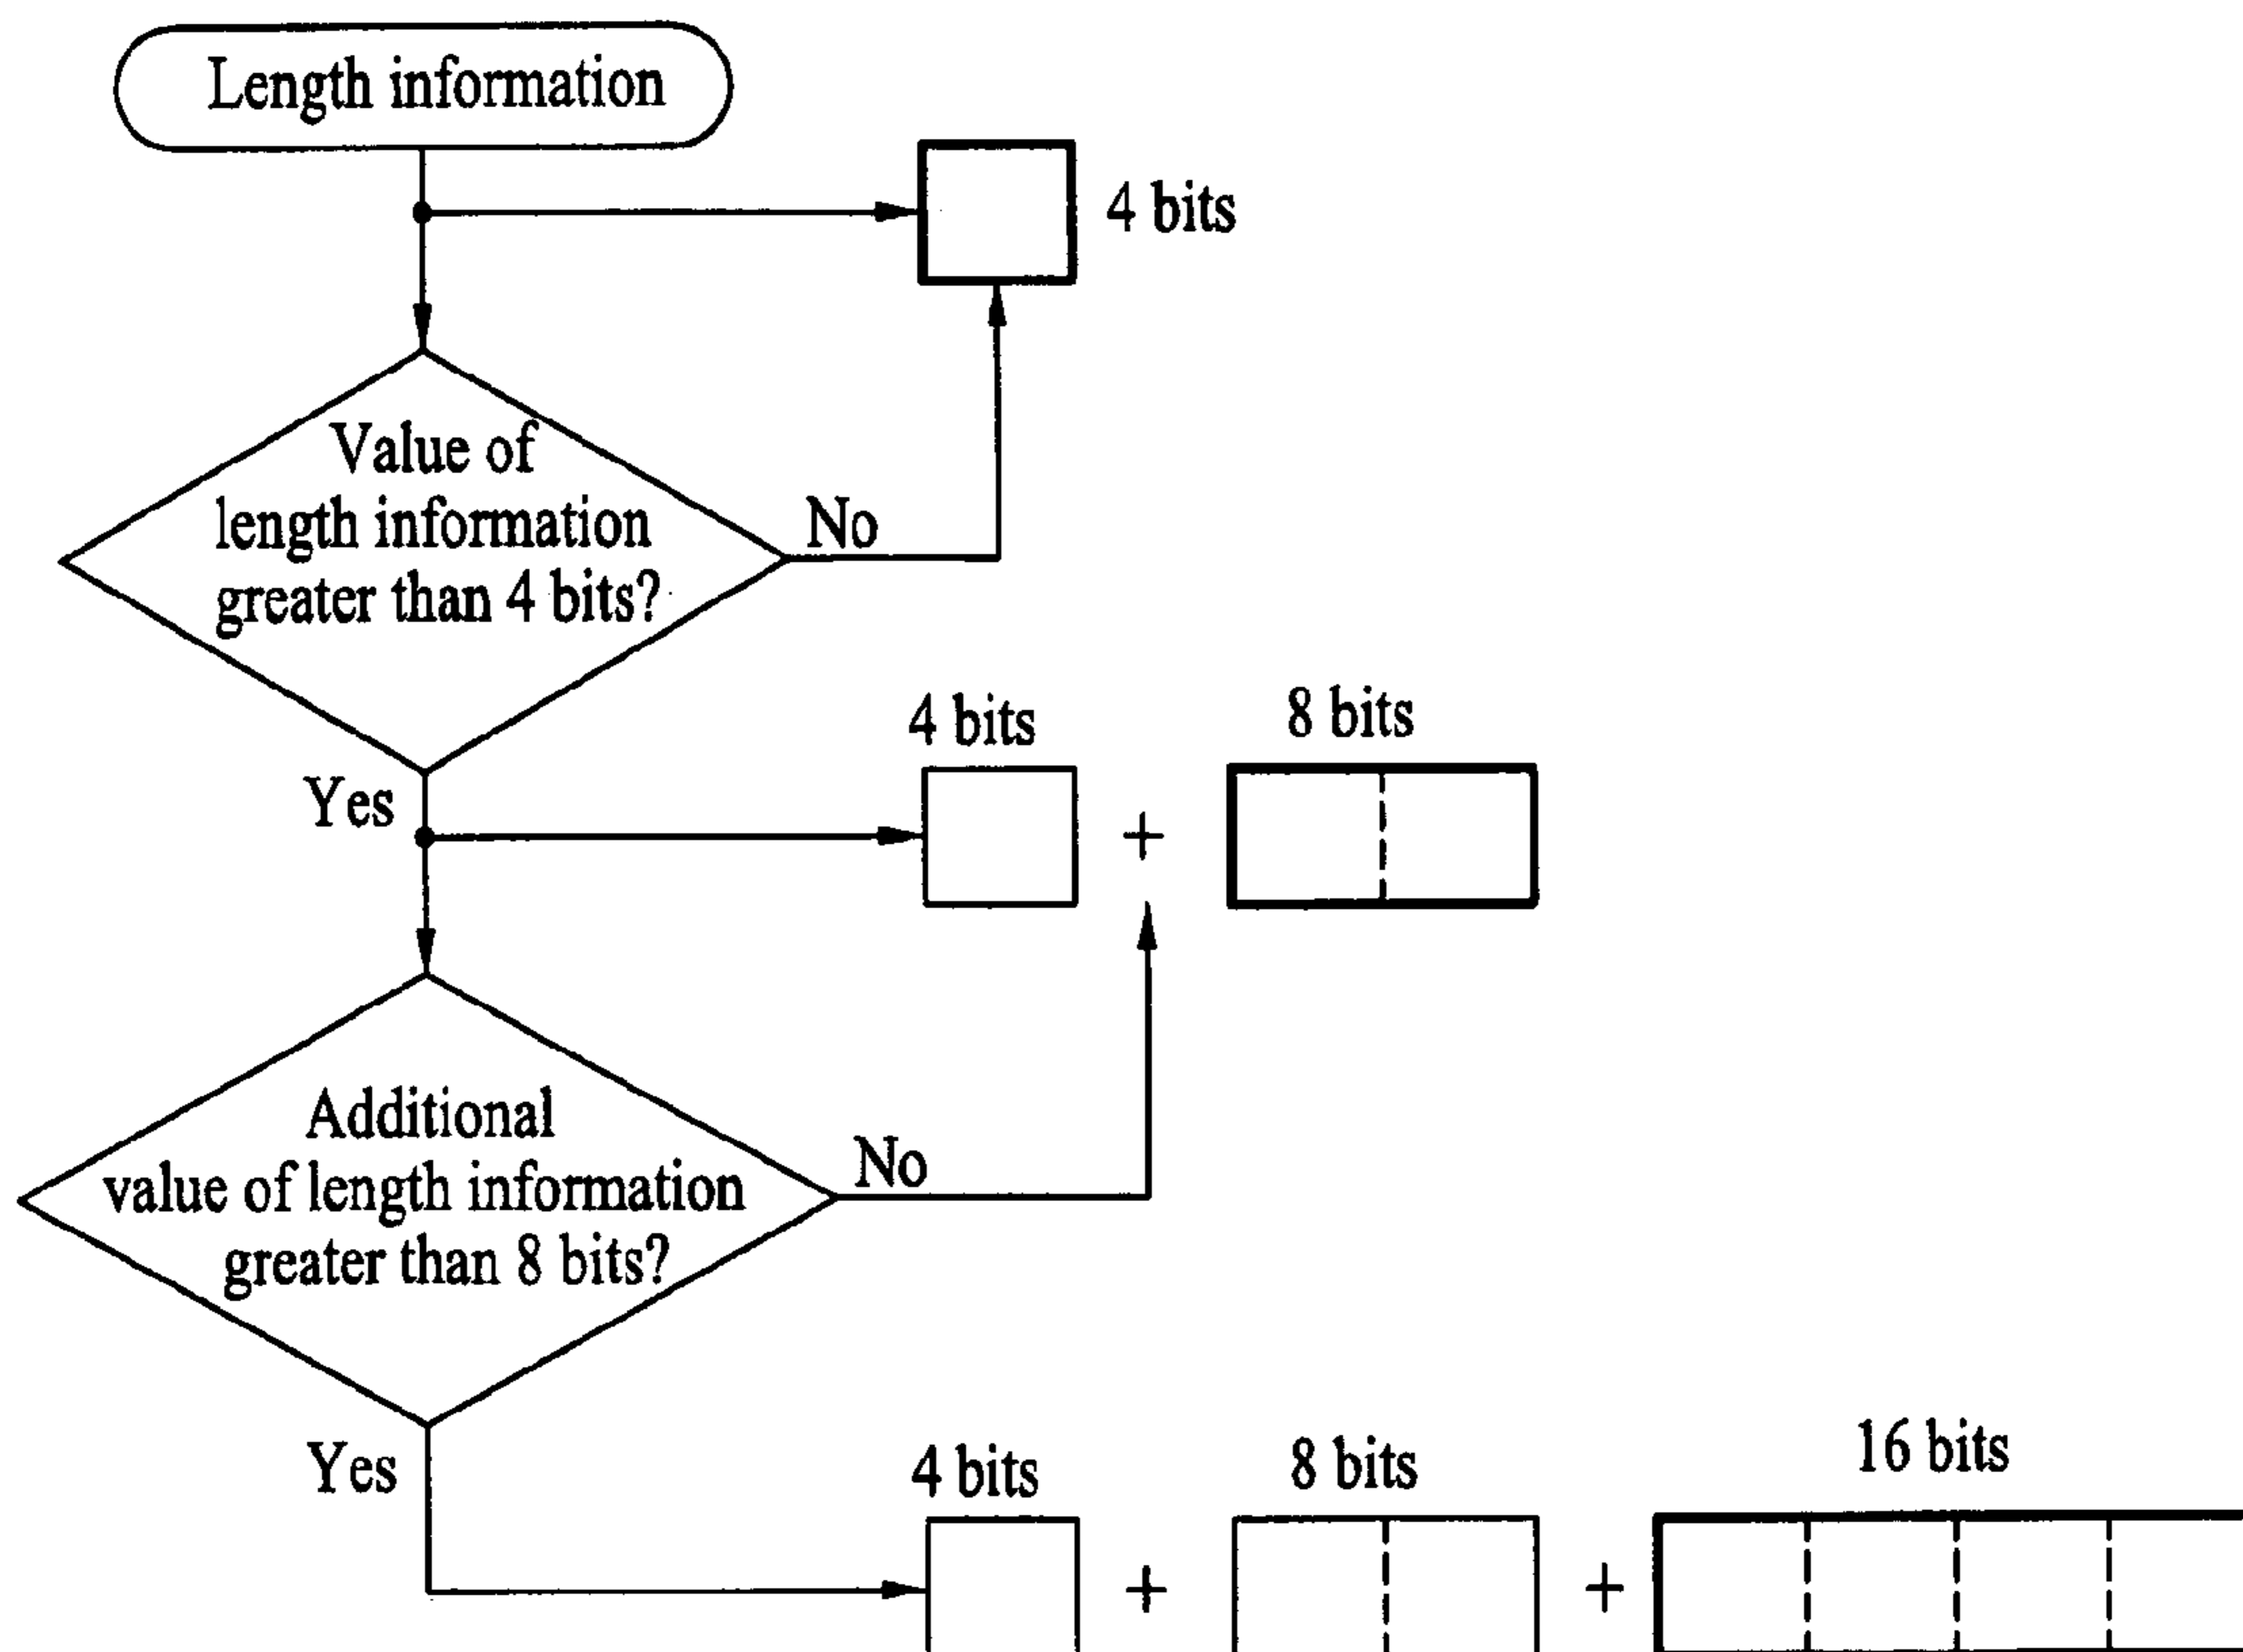 Length information
4 bits
Value of
length information
greater than 4 bits?
No
Yes
4 bits
+
8 bits
Additional
value of length information
greater than 8 bits?
No
Yes
4 bits
+
8 bits
+
16 bits